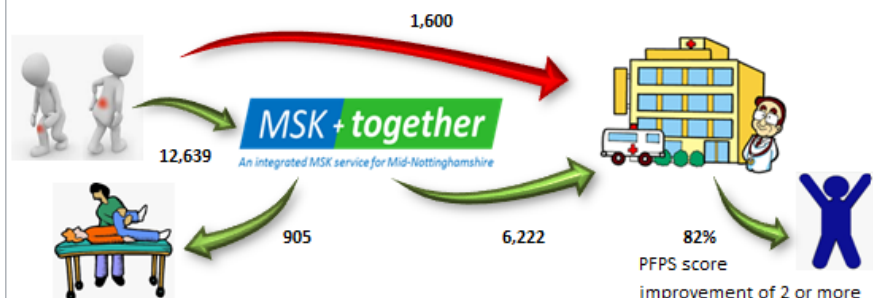 1,600
MSK + together
An integrated MSK service for Mid-Nottinghamshire
12,639
905
6,222
82%
PFPS score
improvement of 2 or more